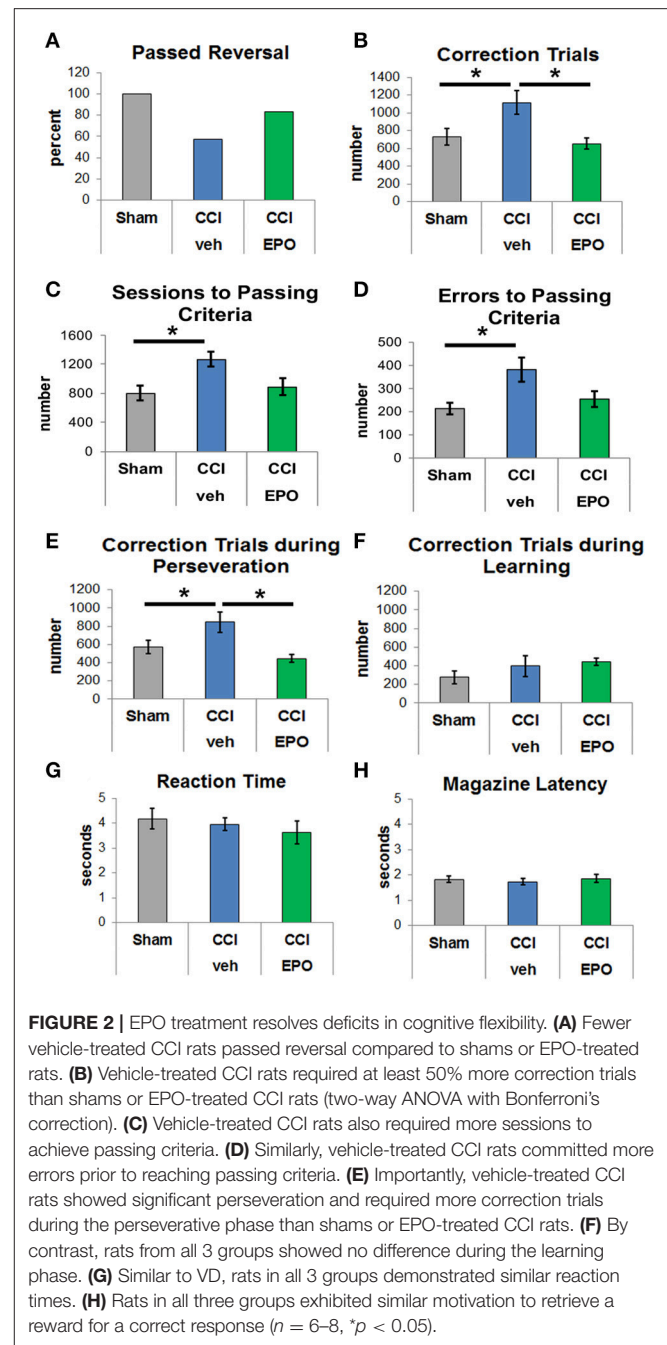 A
Passed Reversal
percent
120
100
80
60
40
20
0
Sham
CCI
CCI
veh
EPO
B
Correction Trials
number
1400
1200
1000
800
600
400
200
0
*
*
Sham
CCI
CCI
veh
EPO
C
Sessions to Passing
Criteria
number
1600
1200
800
400
0
*
Sham
CCI
CCI
veh
EPO
D
Errors to Passing
Criteria
number
500
400
300
200
100
0
*
Sham
CCI
CCI
veh
EPO
E
Correction Trials during
Perseveration
number
1200
1000
800
600
400
200
0
*
*
Sham
CCI
CCI
veh
EPO
F
Correction Trials during
Learning
number
1200
1000
800
600
400
200
0
Sham
CCI
CCI
veh
EPO
G
Reaction Time
seconds
5
4
3
2
1
0
Sham
CCI
CCI
veh
EPO
H
Magazine Latency
seconds
5
4
3
2
1
0
Sham
CCI
CCI
veh
EPO
FIGURE 2 | EPO treatment resolves deficits in cognitive flexibility. (A) Fewer
vehicle-treated CCI rats passed reversal compared to shams or EPO-treated
rats. (B) Vehicle-treated CCI rats required at least 50% more correction trials
than shams or EPO-treated CCI rats (two-way ANOVA with Bonferroni's
correction). (C) Vehicle-treated CCI rats also required more sessions to
achieve passing criteria. (D) Similarly, vehicle-treated CCI rats committed more
errors prior to reaching passing criteria. (E) Importantly, vehicle-treated CCI
rats showed significant perseveration and required more correction trials
during the perseverative phase than shams or EPO-treated CCI rats. (F) By
contrast, rats from all 3 groups showed no difference during the learning
phase. (G) Similar to VD, rats in all 3 groups demonstrated similar reaction
times. (H) Rats in all three groups exhibited similar motivation to retrieve a
reward for a correct response (n = 6–8, *p < 0.05).